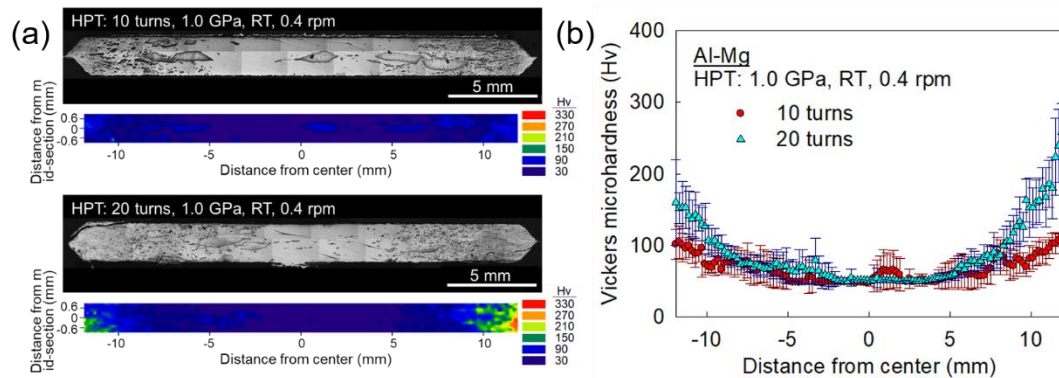 (a)
HPT: 10 turns, 1.0 GPa, RT, 0.4 rpm
5 mm
Distance from m
id-section (mm)
0.6
0
-0.6
-10
-5
0
5
10
Distance from center (mm)
Hv
330
270
210
150
90
30
HPT: 20 turns, 1.0 GPa, RT, 0.4 rpm
5 mm
Distance from m
id-section (mm)
0.6
0
-0.6
-10
-5
0
5
10
Distance from center (mm)
Hv
330
270
210
150
90
30
(b)
Vickers microhardness (Hv)
400
300
200
100
0
Al-Mg
HPT: 1.0 GPa, RT, 0.4 rpm
10 turns
20 turns
-10
-5
0
5
10
Distance from center (mm)